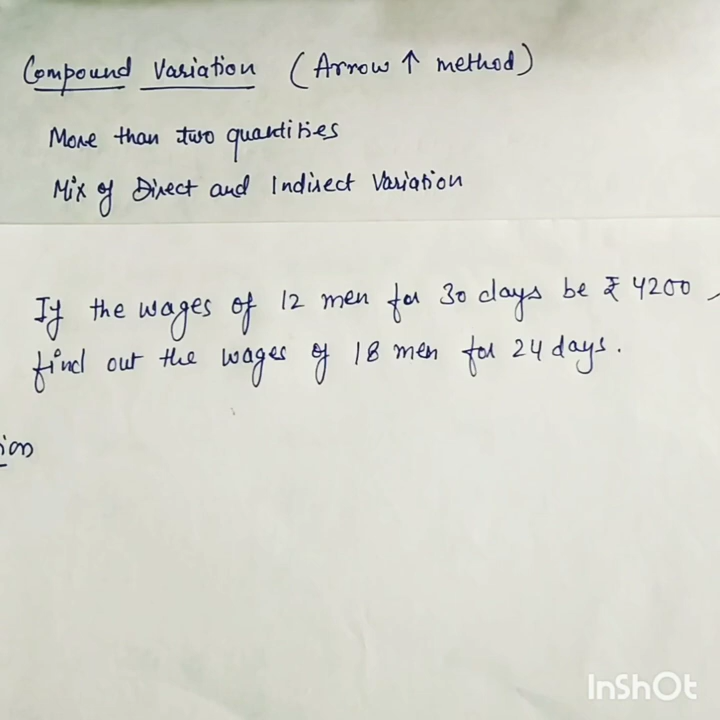 Compound Variation (Arrow ↑ method)
More than two quantities
Mix of Direct and Indirect Variation
If the wages of 12 men for 30 days be ₹ 4200,
find out the wages of 18 men for 24 days.
InShOt